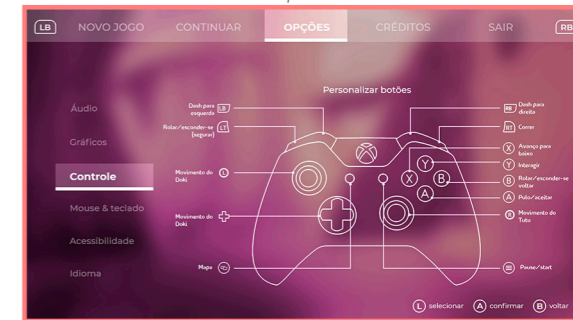 LB NOVO JOGO CONTINUAR OPÇÕES CRÉDITOS SAIR RB
Personalizar botões
Áudio
Gráficos
Controle
Mouse & teclado
Acessibilidade
Idioma
Dash para
esquerda LB
Rolar/esconder-se
(segurar) LT
Movimento do
Doki L
Movimento do
Doki
Mapa
X Y B A
RB Dash para
direita
RT Correr
X Avanço para
baixo
Y Interagir
B Rolar/esconder-se
voltar
A Pulo/aceitar
R Movimento do
Tutu
Pause/start
L selecionar A confirmar B voltar